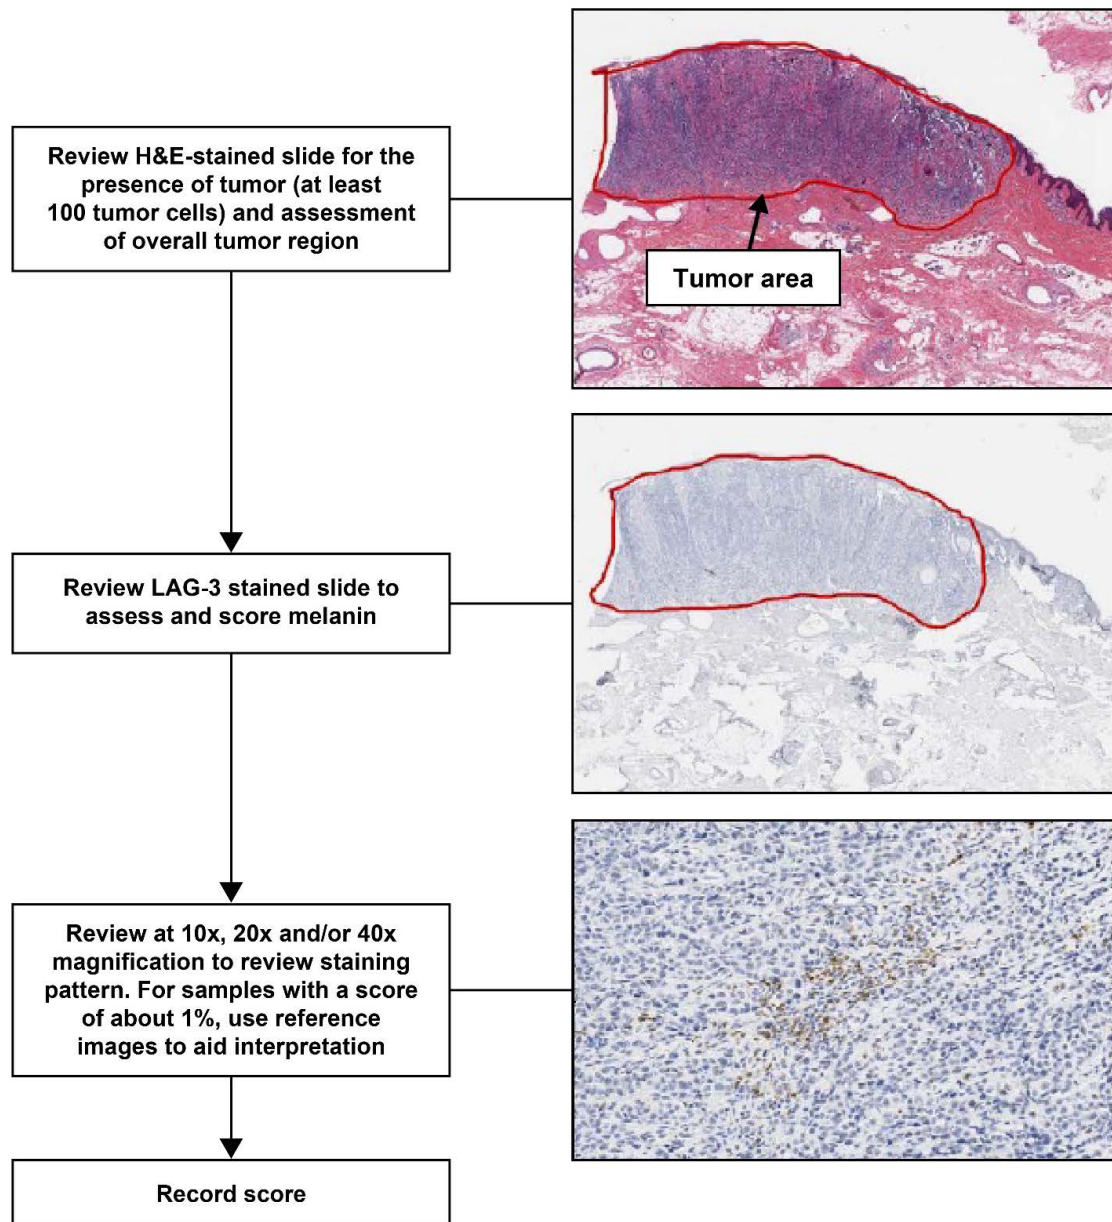 Review H&E-stained slide for the
presence of tumor (at least
100 tumor cells) and assessment
of overall tumor region
Tumor area
Review LAG-3 stained slide to
assess and score melanin
Review at 10x, 20x and/or 40x
magnification to review staining
pattern. For samples with a score
of about 1%, use reference
images to aid interpretation
Record score